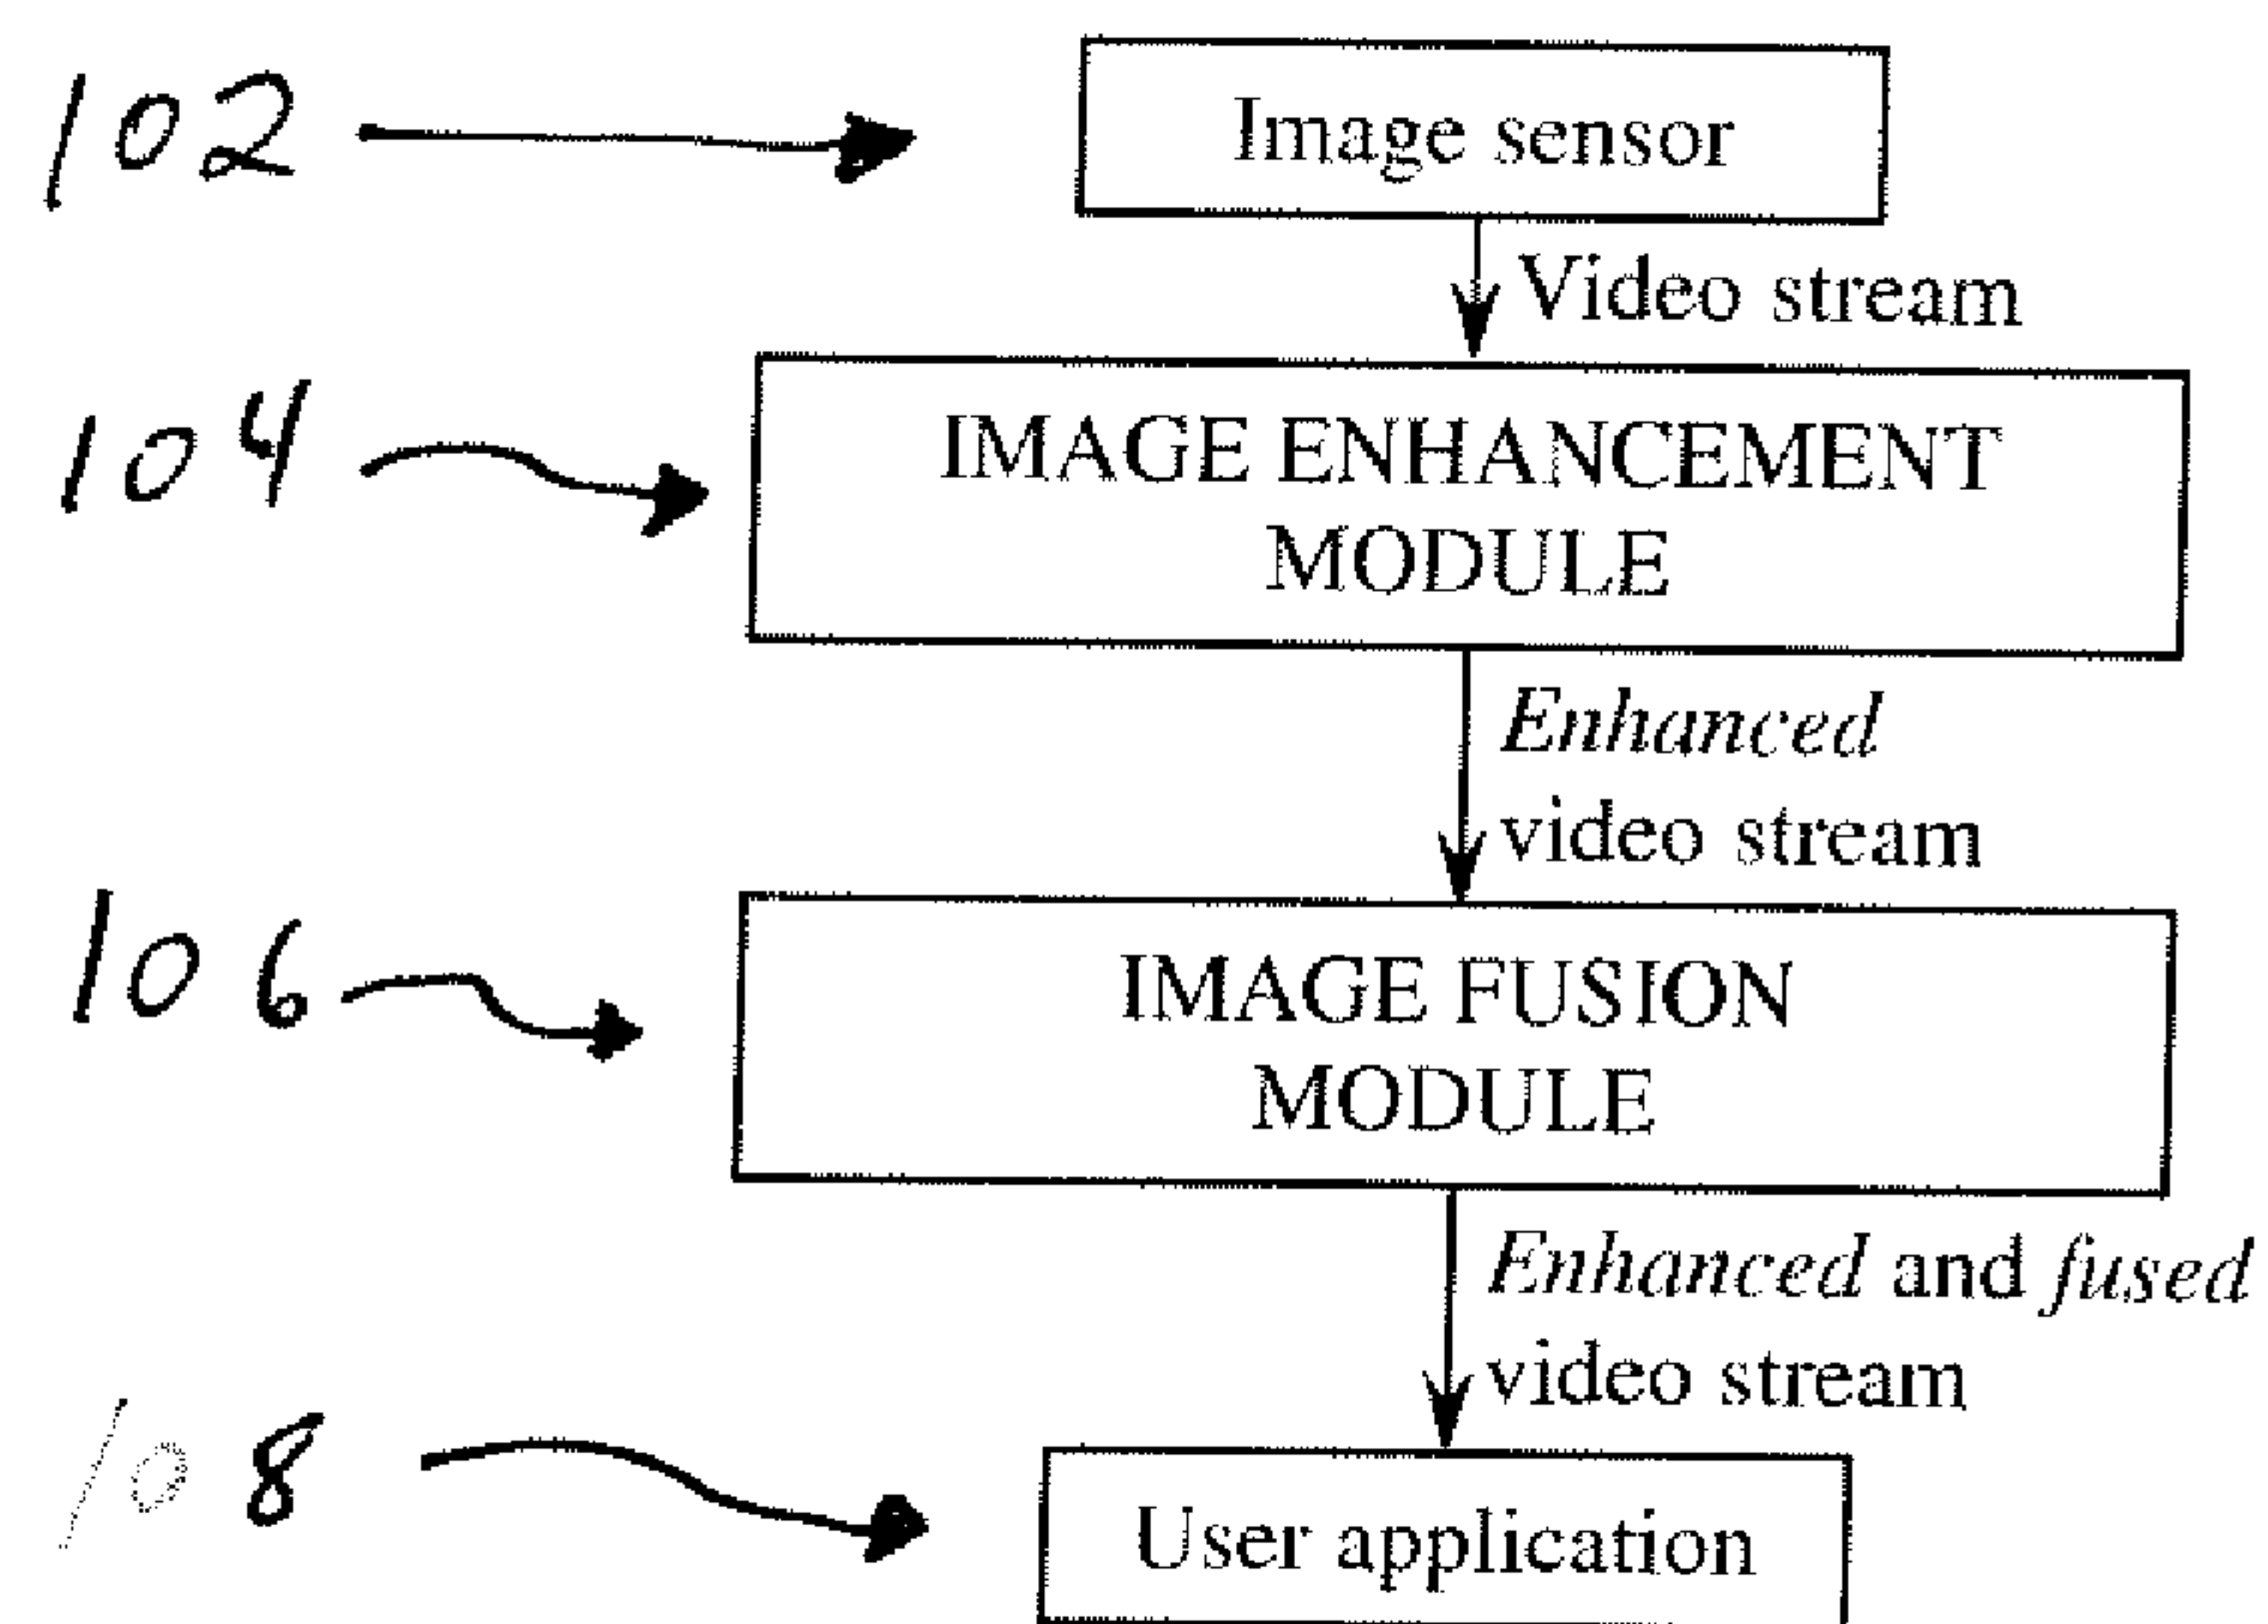 102
Image sensor
Video stream
104
IMAGE ENHANCEMENT
MODULE
Enhanced
video stream
106
IMAGE FUSION
MODULE
Enhanced and fused
video stream
108
User application